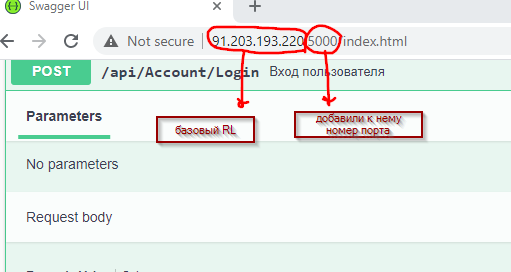 Swagger UI
Not secure | 91.203.193.220:5000/index.html
POST /api/Account/Login Вход пользователя
Parameters
базовый RL
добавили к нему
номер порта
No parameters
Request body